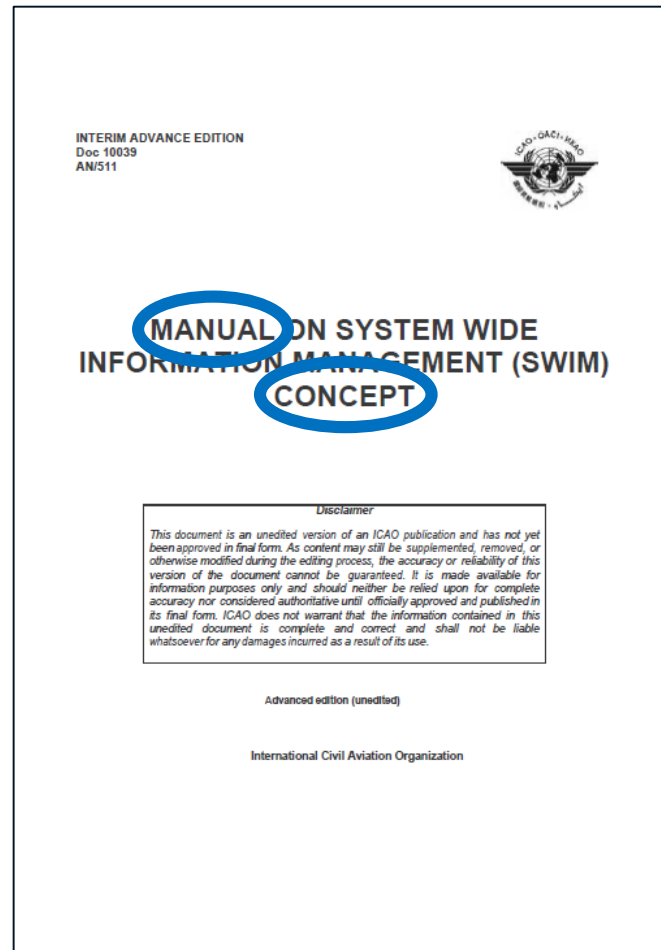 INTERIM ADVANCE EDITION
Doc 10039
AN/511
ICAO · OACI · ИКАО
MANUAL ON SYSTEM WIDE
INFORMATION MANAGEMENT (SWIM)
CONCEPT
Disclaimer
This document is an unedited version of an ICAO publication and has not yet
been approved in final form. As content may still be supplemented, removed, or
otherwise modified during the editing process, the accuracy or reliability of this
version of the document cannot be guaranteed. It is made available for
information purposes only and should neither be relied upon for complete
accuracy nor considered authoritative until officially approved and published in
its final form. ICAO does not warrant that the information contained in this
unedited document is complete and correct and shall not be liable
whatsoever for any damages incurred as a result of its use.
Advanced edition (unedited)
International Civil Aviation Organization